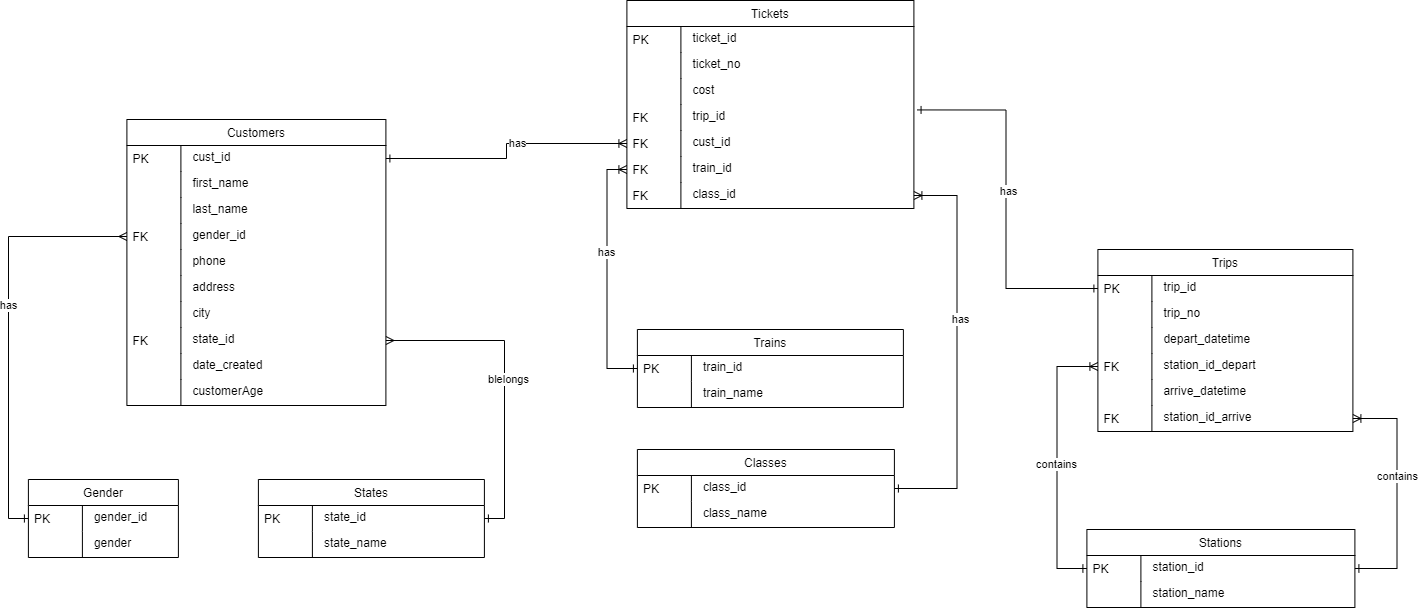 Tickets
PK ticket_id
ticket_no
cost
FK trip_id
FK cust_id
FK train_id
FK class_id
Customers
PK cust_id
first_name
last_name
FK gender_id
phone
address
city
FK state_id
date_created
customerAge
has
has
has
has
has
blelongs
Trips
PK trip_id
trip_no
depart_datetime
FK station_id_depart
arrive_datetime
FK station_id_arrive
Trains
PK train_id
train_name
Classes
PK class_id
class_name
contains
contains
Gender
PK gender_id
gender
States
PK state_id
state_name
Stations
PK station_id
station_name